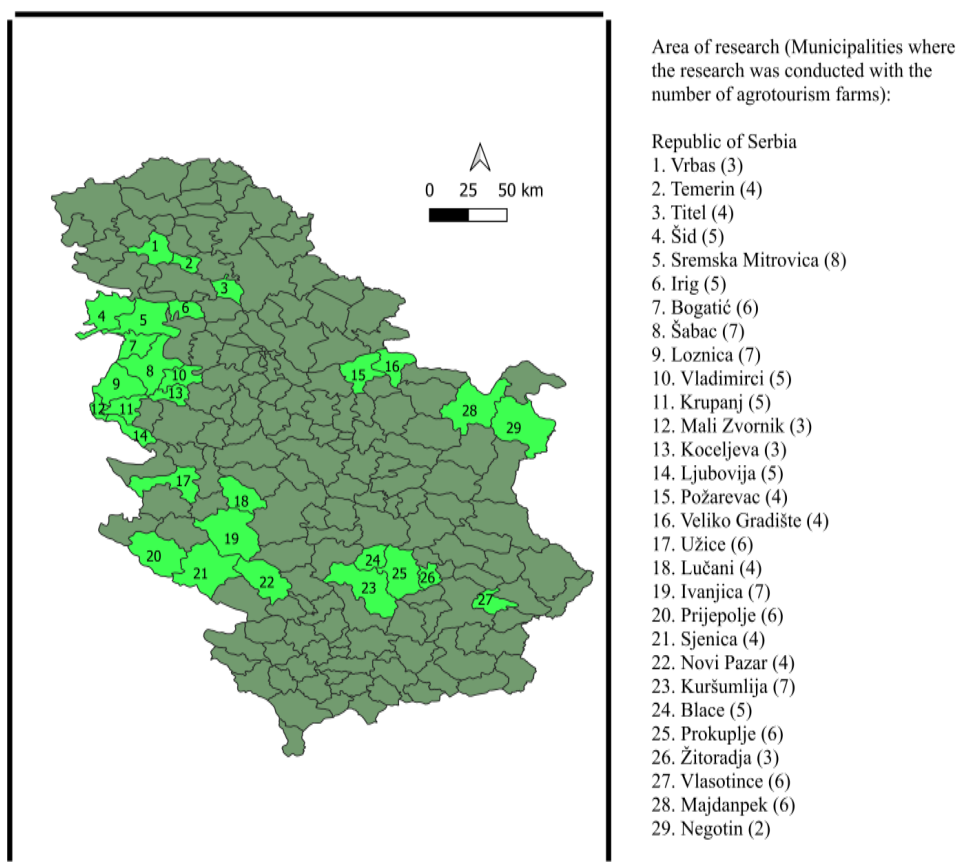 Area of research (Municipalities where
the research was conducted with the
number of agrotourism farms):
Republic of Serbia
1. Vrbas (3)
2. Temerin (4)
3. Titel (4)
4. Šid (5)
5. Sremska Mitrovica (8)
6. Irig (5)
7. Bogatić (6)
8. Šabac (7)
9. Loznica (7)
10. Vladimirci (5)
11. Krupanj (5)
12. Mali Zvornik (3)
13. Koceljeva (3)
14. Ljubovija (5)
15. Požarevac (4)
16. Veliko Gradište (4)
17. Užice (6)
18. Lučani (4)
19. Ivanjica (7)
20. Prijepolje (6)
21. Sjenica (4)
22. Novi Pazar (4)
23. Kuršumlija (7)
24. Blace (5)
25. Prokuplje (6)
26. Žitoradja (3)
27. Vlasotince (6)
28. Majdanpek (6)
29. Negotin (2)
0 25 50 km
1
2
3
4
5
6
7
8
9
10
11
12
13
14
15
16
17
18
19
20
21
22
23
24
25
26
27
28
29